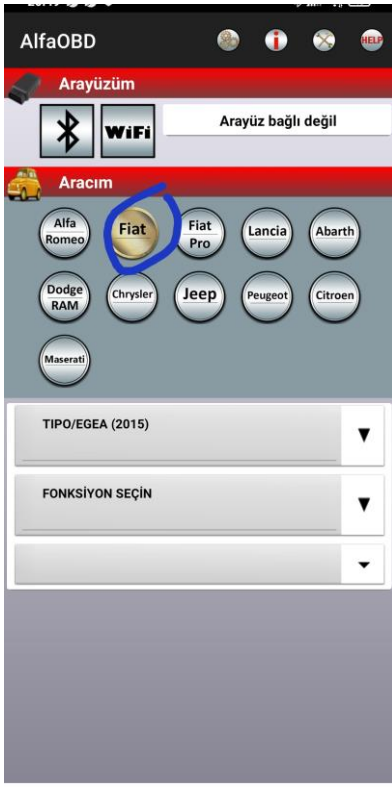 AlfaOBD
HELP
Arayüzüm
WiFi
Arayüz bağlı değil
Aracım
Alfa
Romeo
Fiat
Fiat
Pro
Lancia
Abarth
Dodge
RAM
Chrysler
Jeep
Peugeot
Citroen
Maserati
TIPO/EGEA (2015)
FONKSİYON SEÇİN